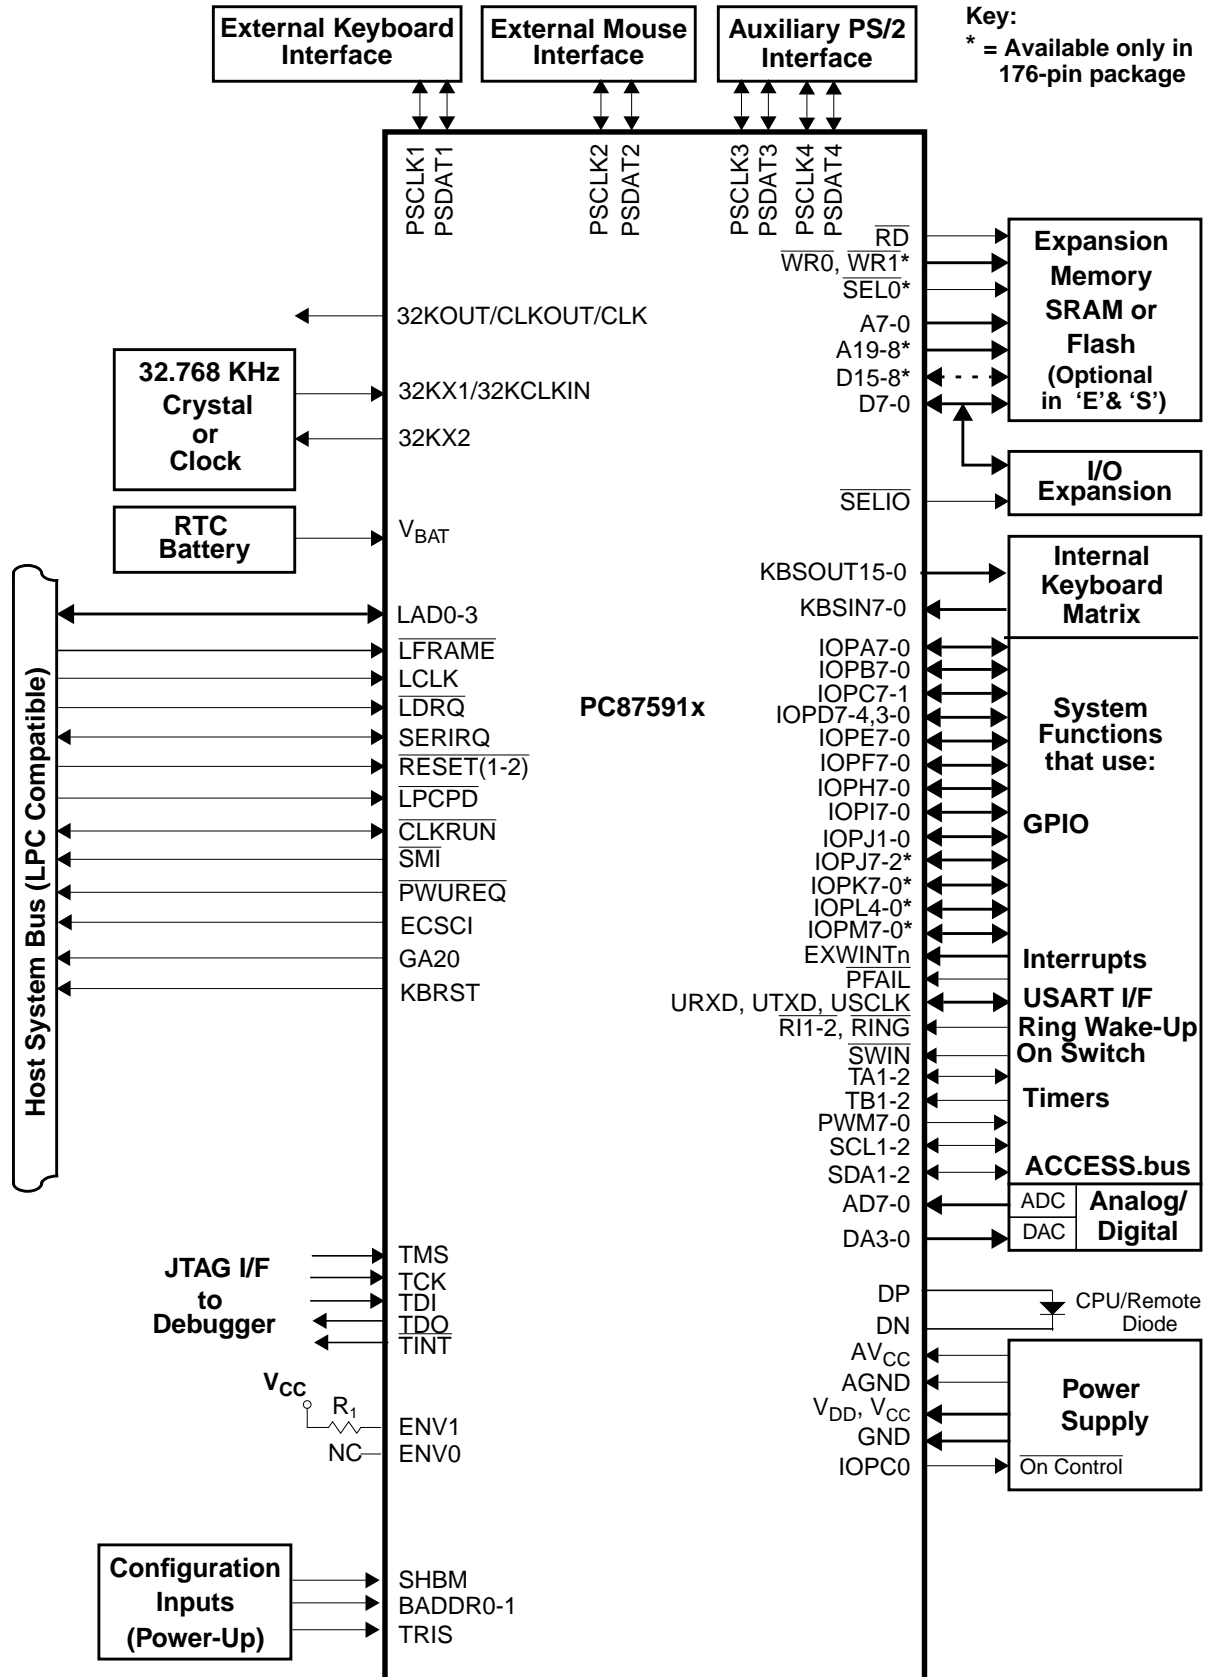 External Keyboard
Interface
External Mouse
Interface
Auxiliary PS/2
Interface
Key:
* = Available only in
176-pin package
PSCLK1
PSDAT1
PSCLK2
PSDAT2
PSCLK3
PSDAT3
PSCLK4
PSDAT4
RD
WR0, WR1*
SEL0*
A7-0
A19-8*
D15-8*
D7-0
Expansion
Memory
SRAM or
Flash
(Optional
in 'E'& 'S')
32KOUT/CLKOUT/CLK
32.768 KHz
Crystal
or
Clock
32KX1/32KCLKIN
32KX2
SELIO
I/O
Expansion
RTC
Battery
VBAT
KBSOUT15-0
KBSIN7-0
Internal
Keyboard
Matrix
Host System Bus (LPC Compatible)
LAD0-3
LFRAME
LCLK
LDRQ
SERIRQ
RESET(1-2)
LPCPD
CLKRUN
SMI
PWUREQ
ECSCI
GA20
KBRST
PC87591x
IOPA7-0
IOPB7-0
IOPC7-1
IOPD7-4,3-0
IOPE7-0
IOPF7-0
IOPH7-0
IOPI7-0
IOPJ1-0
IOPJ7-2*
IOPK7-0*
IOPL4-0*
IOPM7-0*
EXWINTn
PFAIL
URXD, UTXD, USCLK
RI1-2, RING
SWIN
TA1-2
TB1-2
PWM7-0
SCL1-2
SDA1-2
AD7-0
DA3-0
System
Functions
that use:
GPIO
Interrupts
USART I/F
Ring Wake-Up
On Switch
Timers
ACCESS.bus
ADC
DAC
Analog/
Digital
JTAG I/F
to
Debugger
TMS
TCK
TDI
TDO
TINT
DP
DN
CPU/Remote
Diode
AVCC
AGND
VDD, VCC
GND
IOPC0
Power
Supply
On Control
VCC
R1
ENV1
NC
ENV0
Configuration
Inputs
(Power-Up)
SHBM
BADDR0-1
TRIS